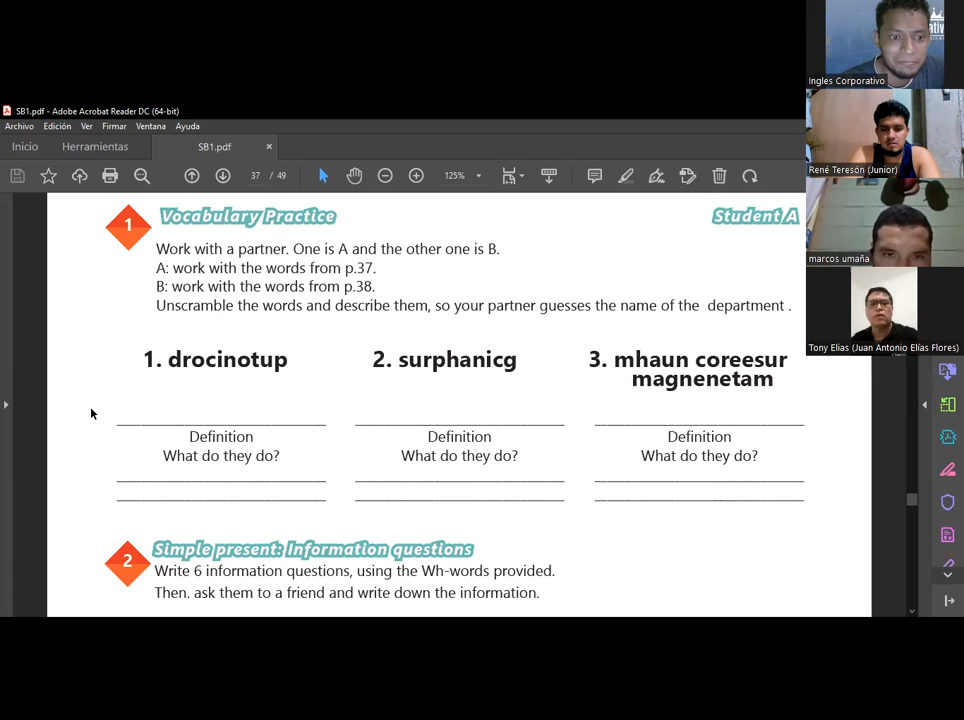 SB1.pdf - Adobe Acrobat Reader DC (64-bit)
Archivo Edición Ver Firmar Ventana Ayuda
Inicio Herramientas SB1.pdf ×
37 / 49 125%
1 Vocabulary Practice Student A
Work with a partner. One is A and the other one is B.
A: work with the words from p.37.
B: work with the words from p.38.
Unscramble the words and describe them, so your partner guesses the name of the department .
1. drocinotup 2. surphanicg 3. mhaun coreesur
magnenetam
Definition Definition Definition
What do they do? What do they do? What do they do?
2 Simple present: Information questions
Write 6 information questions, using the Wh-words provided.
Then. ask them to a friend and write down the information.
Ingles Corporativo
René Teresón (Junior)
marcos umaña
Tony Elias (Juan Antonio Elías Flores)